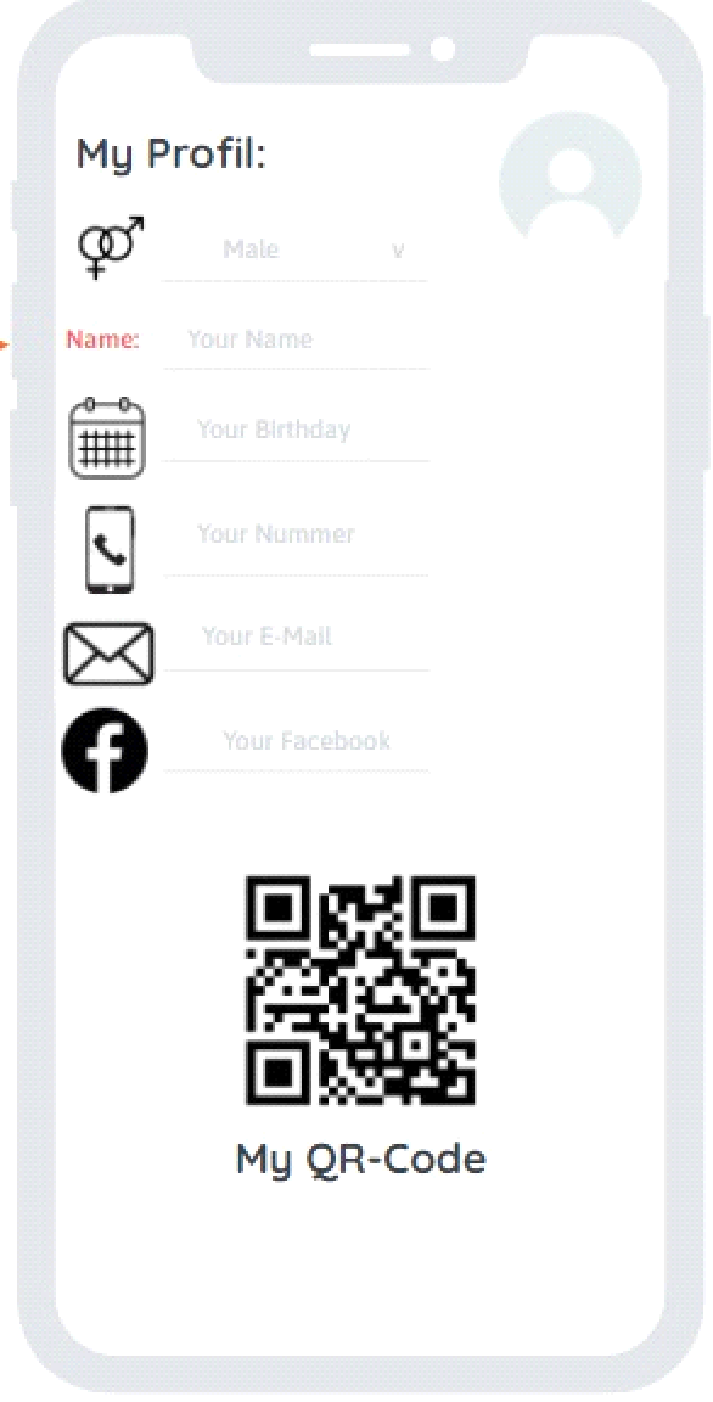 My Profil:
Male v
Name: Your Name
Your Birthday
Your Nummer
Your E-Mail
Your Facebook
My QR-Code